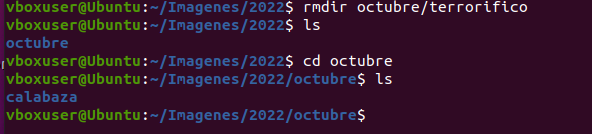 vboxuser@Ubuntu:~/Imagenes/2022$ rmdir octubre/terrorifico
vboxuser@Ubuntu:~/Imagenes/2022$ ls
octubre
vboxuser@Ubuntu:~/Imagenes/2022$ cd octubre
vboxuser@Ubuntu:~/Imagenes/2022/octubre$ ls
calabaza
vboxuser@Ubuntu:~/Imagenes/2022/octubre$